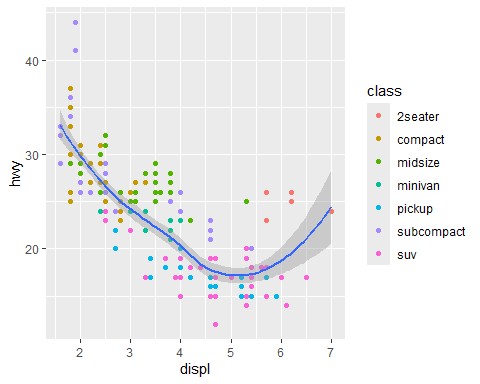 hwy
40
30
20
2
3
4
5
6
7
displ
class
2seater
compact
midsize
minivan
pickup
subcompact
suv